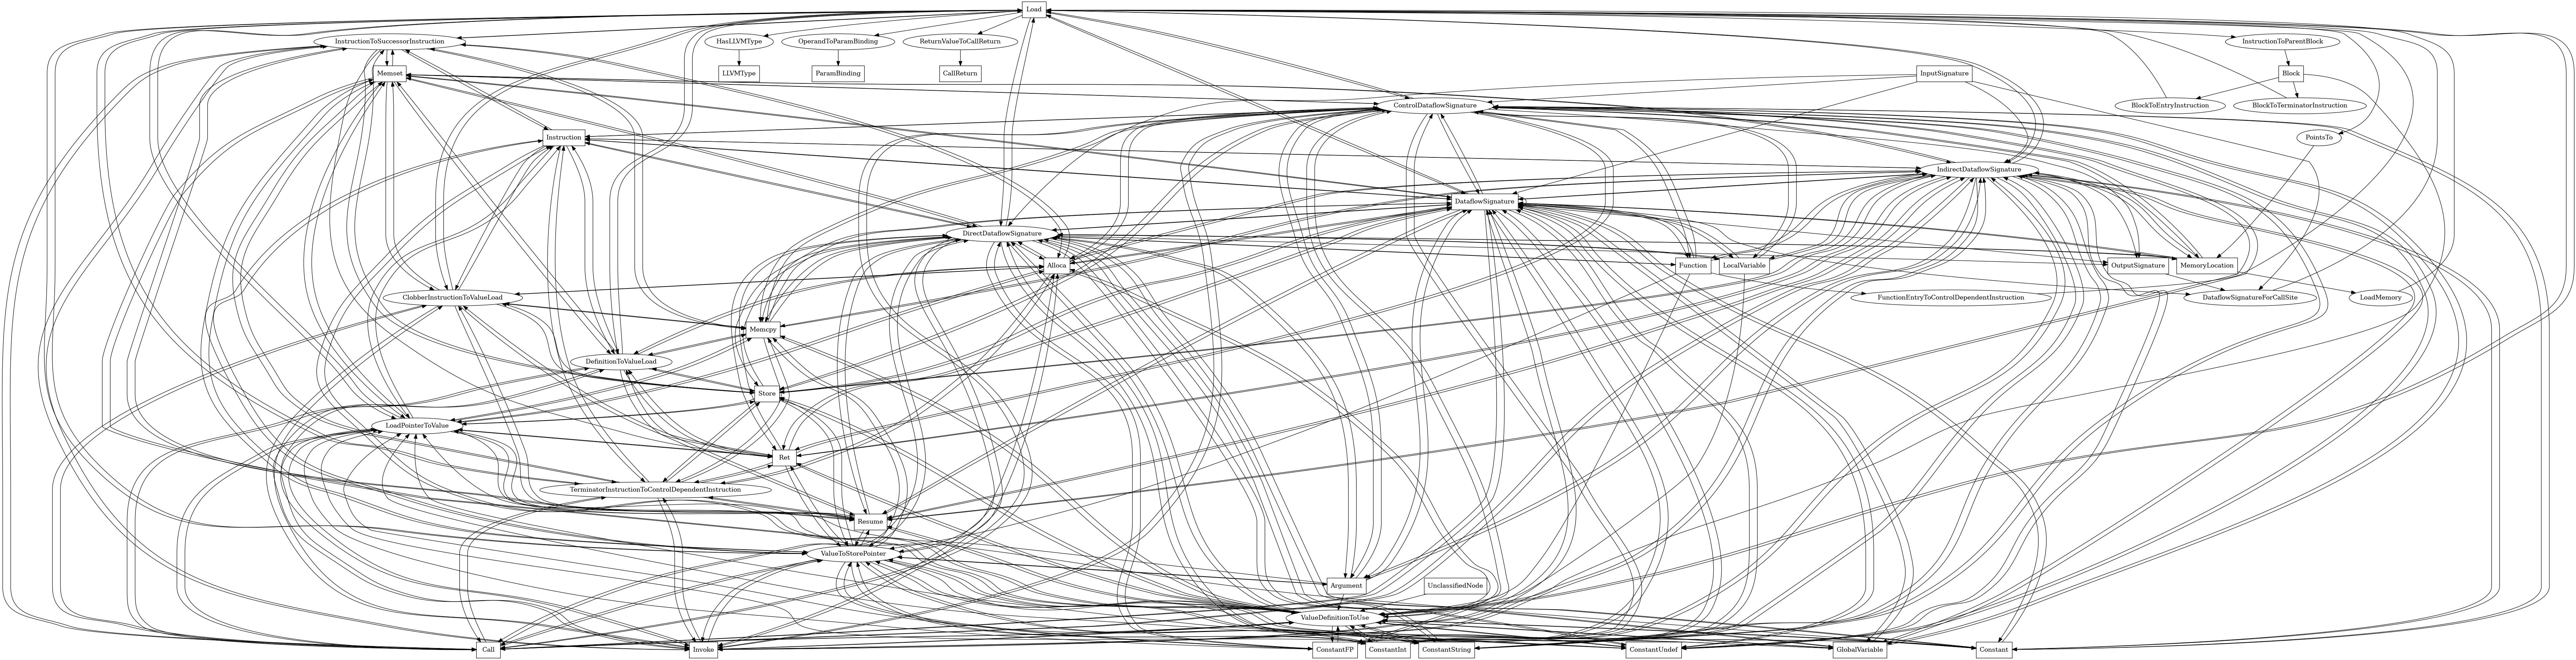 Load
InstructionToSuccessorInstruction
HasLLVMType
OperandToParamBinding
ReturnValueToCallReturn
InstructionToParentBlock
Memset
LLVMType
ParamBinding
CallReturn
InputSignature
Block
ControlDataflowSignature
BlockToEntryInstruction
BlockToTerminatorInstruction
Instruction
PointsTo
IndirectDataflowSignature
DataflowSignature
DirectDataflowSignature
Alloca
Function
LocalVariable
OutputSignature
MemoryLocation
ClobberInstructionToValueLoad
FunctionEntryToControlDependentInstruction
DataflowSignatureForCallSite
LoadMemory
Memcpy
DefinitionToValueLoad
Store
LoadPointerToValue
Ret
TerminatorInstructionToControlDependentInstruction
Resume
ValueToStorePointer
Argument
UnclassifiedNode
ValueDefinitionToUse
Call
Invoke
ConstantFP
ConstantInt
ConstantString
ConstantUndef
GlobalVariable
Constant